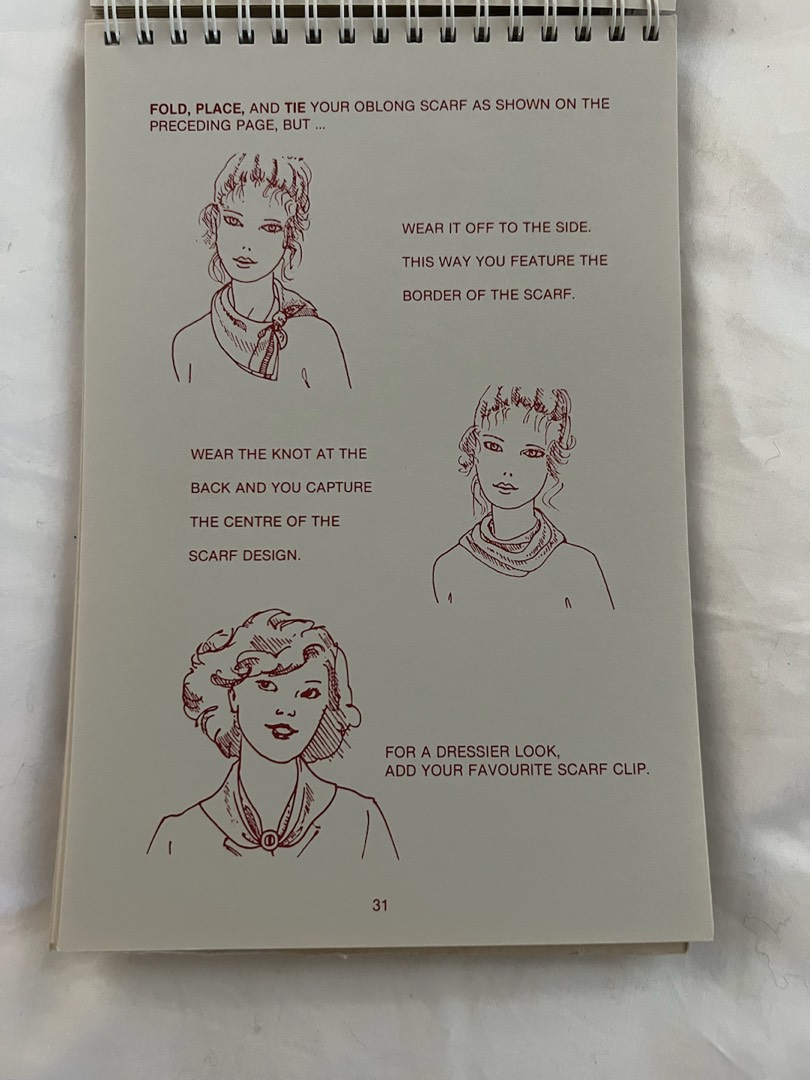 FOLD, PLACE, AND TIE YOUR OBLONG SCARF AS SHOWN ON THE
PRECEDING PAGE, BUT ...
WEAR IT OFF TO THE SIDE.
THIS WAY YOU FEATURE THE
BORDER OF THE SCARF.
WEAR THE KNOT AT THE
BACK AND YOU CAPTURE
THE CENTRE OF THE
SCARF DESIGN.
FOR A DRESSIER LOOK,
ADD YOUR FAVOURITE SCARF CLIP.
31